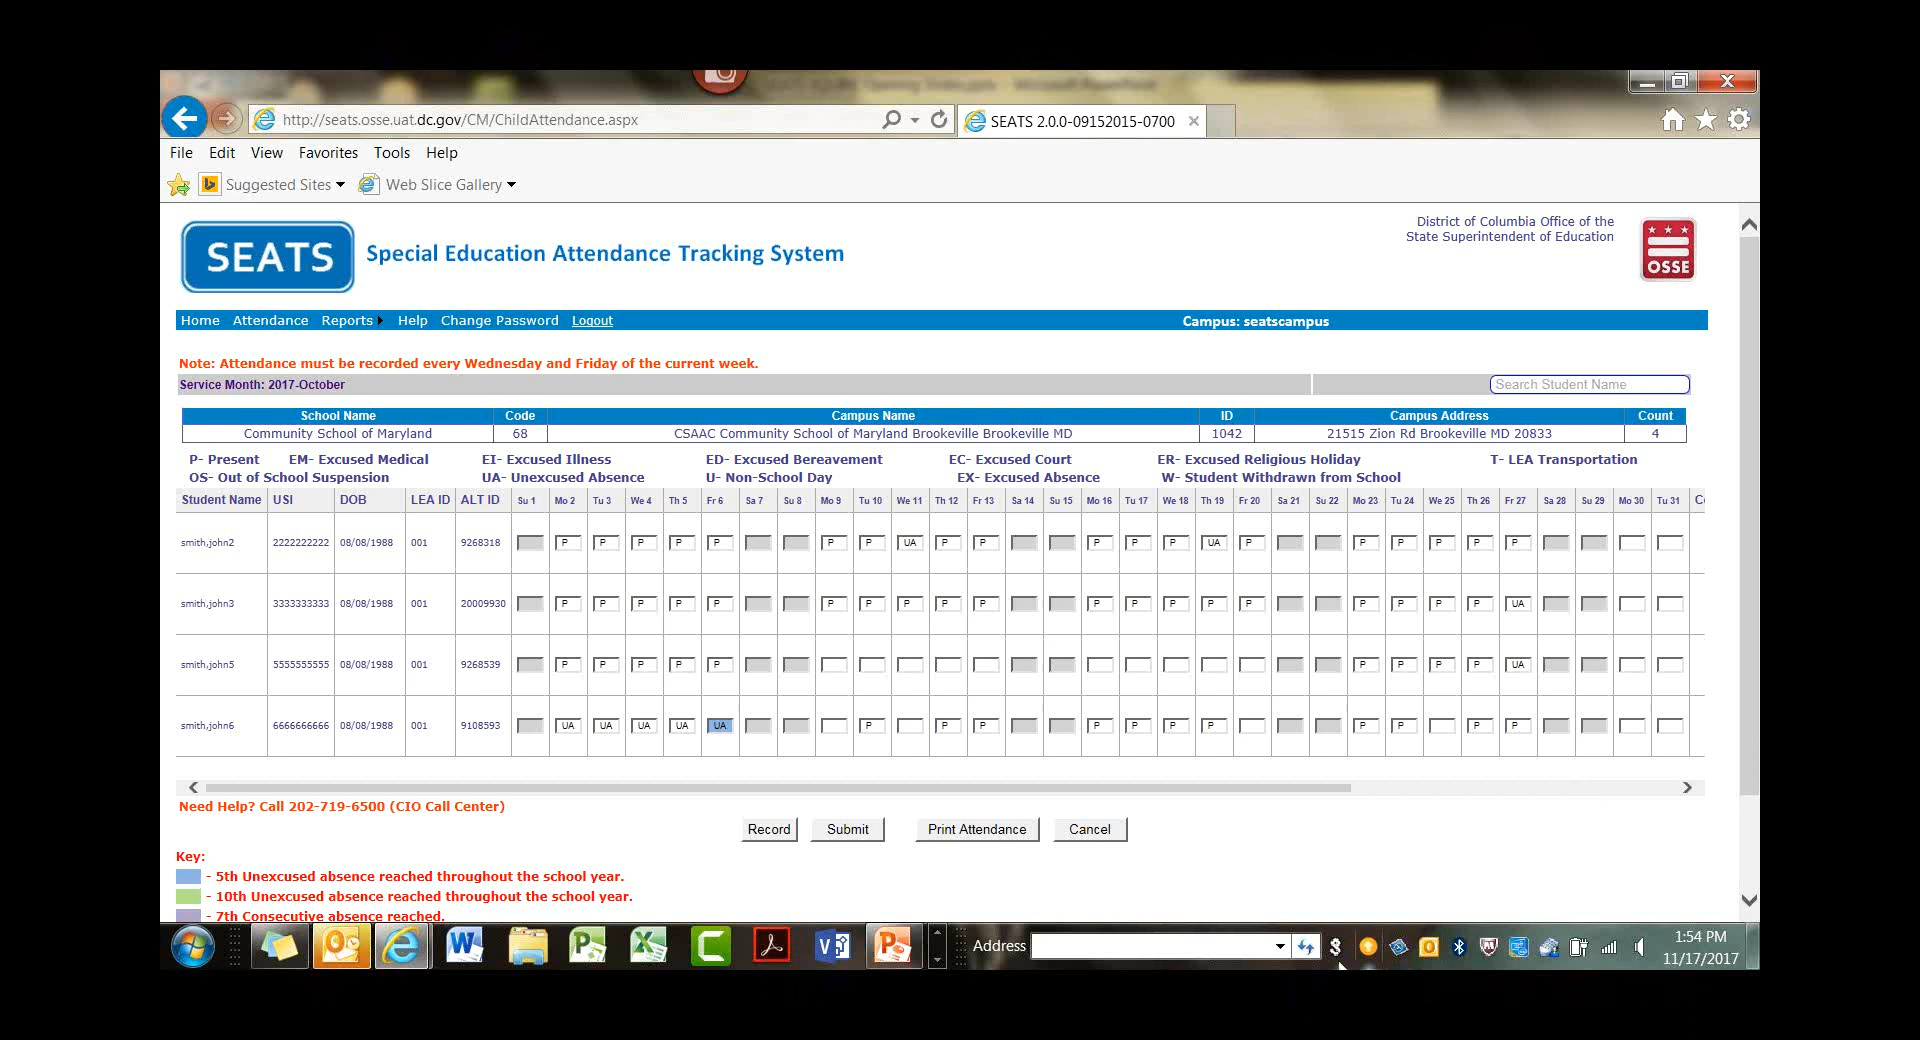 http://seats.osse.uat.dc.gov/CM/ChildAttendance.aspx
SEATS 2.0.0-09152015-0700
File Edit View Favorites Tools Help
Suggested Sites Web Slice Gallery
SEATS Special Education Attendance Tracking System
District of Columbia Office of the
State Superintendent of Education
OSSE
Home Attendance Reports Help Change Password Logout Campus: seatscampus
Note: Attendance must be recorded every Wednesday and Friday of the current week.
Service Month: 2017-October Search Student Name
School Name Code Campus Name ID Campus Address Count
Community School of Maryland 68 CSAAC Community School of Maryland Brookeville Brookeville MD 1042 21515 Zion Rd Brookeville MD 20833 4
P- Present EM- Excused Medical EI- Excused Illness ED- Excused Bereavement EC- Excused Court ER- Excused Religious Holiday T- LEA Transportation
OS- Out of School Suspension UA- Unexcused Absence U- Non-School Day EX- Excused Absence W- Student Withdrawn from School
Student Name USI DOB LEA ID ALT ID Su 1 Mo 2 Tu 3 We 4 Th 5 Fr 6 Sa 7 Su 8 Mo 9 Tu 10 We 11 Th 12 Fr 13 Sa 14 Su 15 Mo 16 Tu 17 We 18 Th 19 Fr 20 Sa 21 Su 22 Mo 23 Tu 24 We 25 Th 26 Fr 27 Sa 28 Su 29 Mo 30 Tu 31
smith,john2 2222222222 08/08/1988 001 9268318 P P P P P P P UA P P P P P UA P P P P P P
smith,john3 3333333333 08/08/1988 001 20009930 P P P P P P P P P P P P P P P P P P P UA
smith,john5 5555555555 08/08/1988 001 9268539 P P P P P P P P P UA
smith,john6 6666666666 08/08/1988 001 9108593 UA UA UA UA UA P P P P P P P P P P P
Need Help? Call 202-719-6500 (CIO Call Center)
Record Submit Print Attendance Cancel
Key:
- 5th Unexcused absence reached throughout the school year.
- 10th Unexcused absence reached throughout the school year.
- 7th Consecutive absence reached.
Address
1:54 PM
11/17/2017